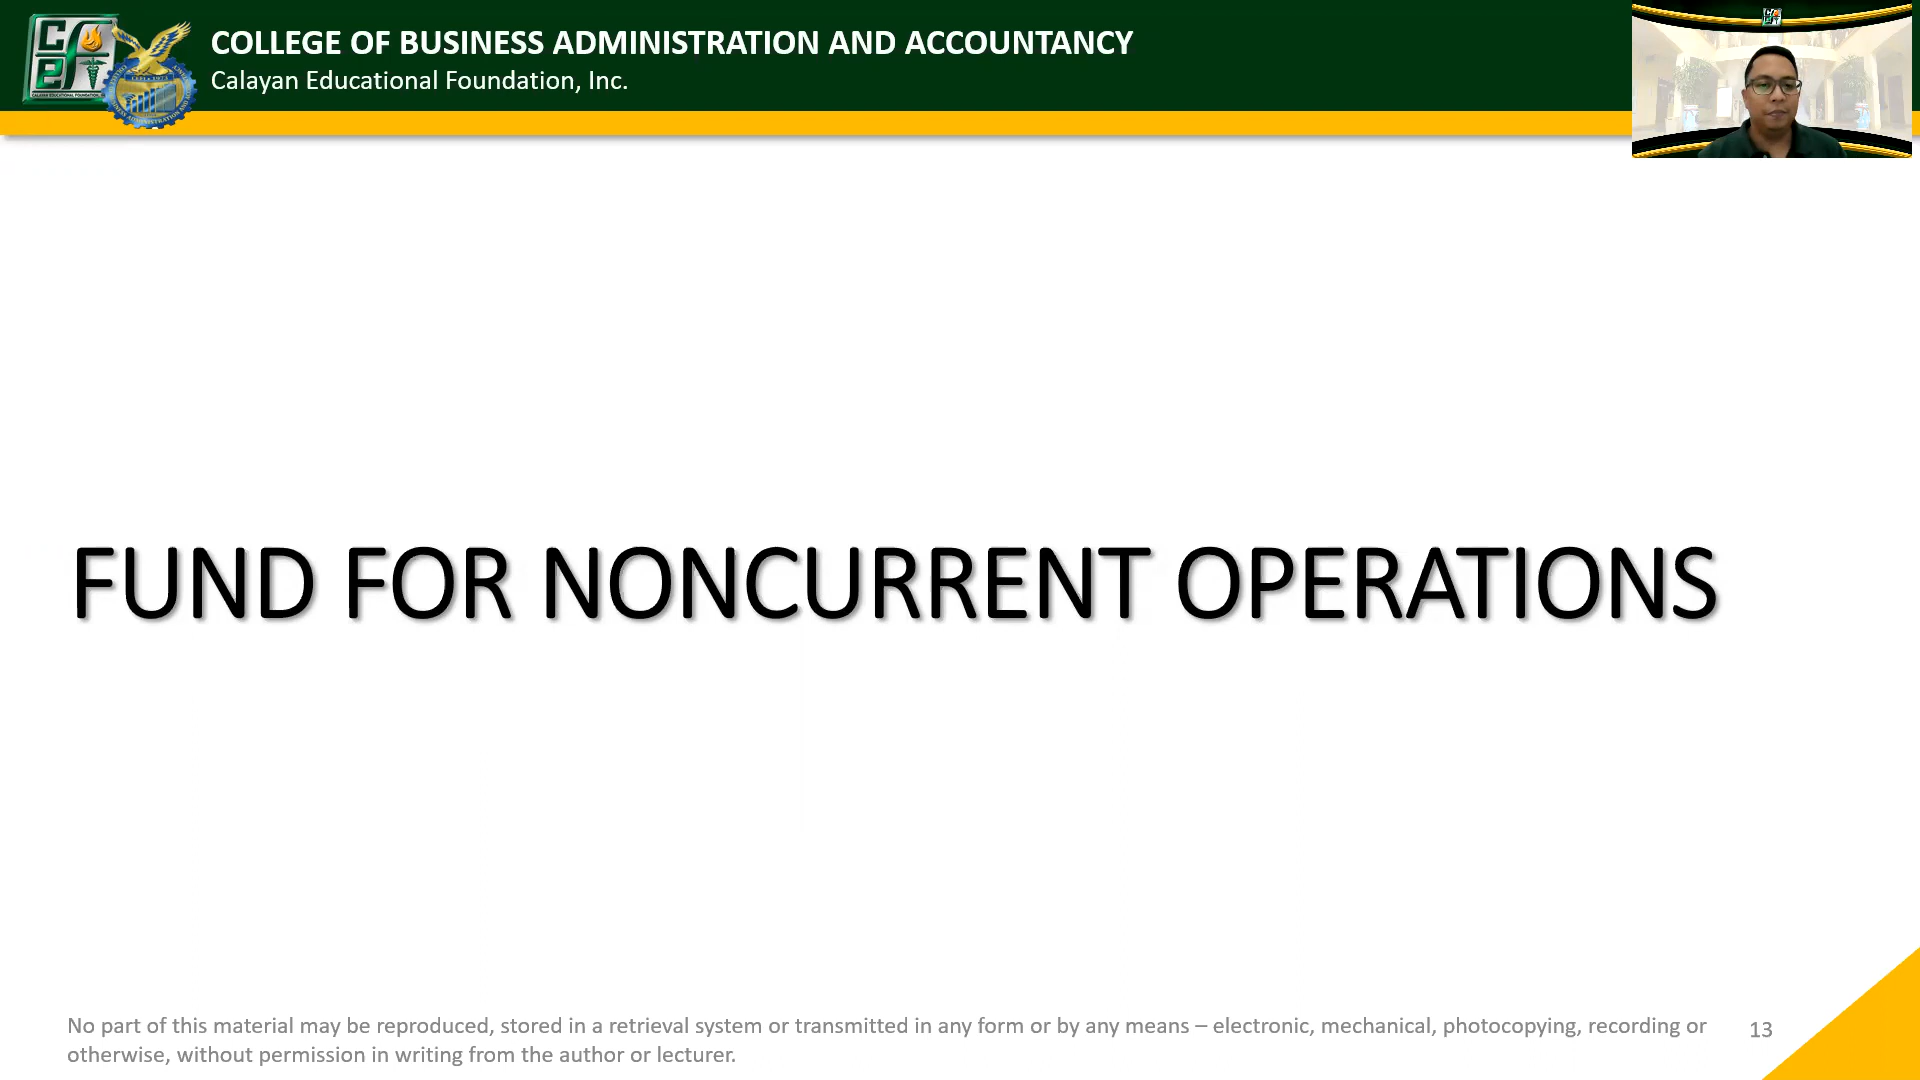 COLLEGE OF BUSINESS ADMINISTRATION AND ACCOUNTANCY
Calayan Educational Foundation, Inc.
FUND FOR NONCURRENT OPERATIONS
No part of this material may be reproduced, stored in a retrieval system or transmitted in any form or by any means – electronic, mechanical, photocopying, recording or
otherwise, without permission in writing from the author or lecturer.
13